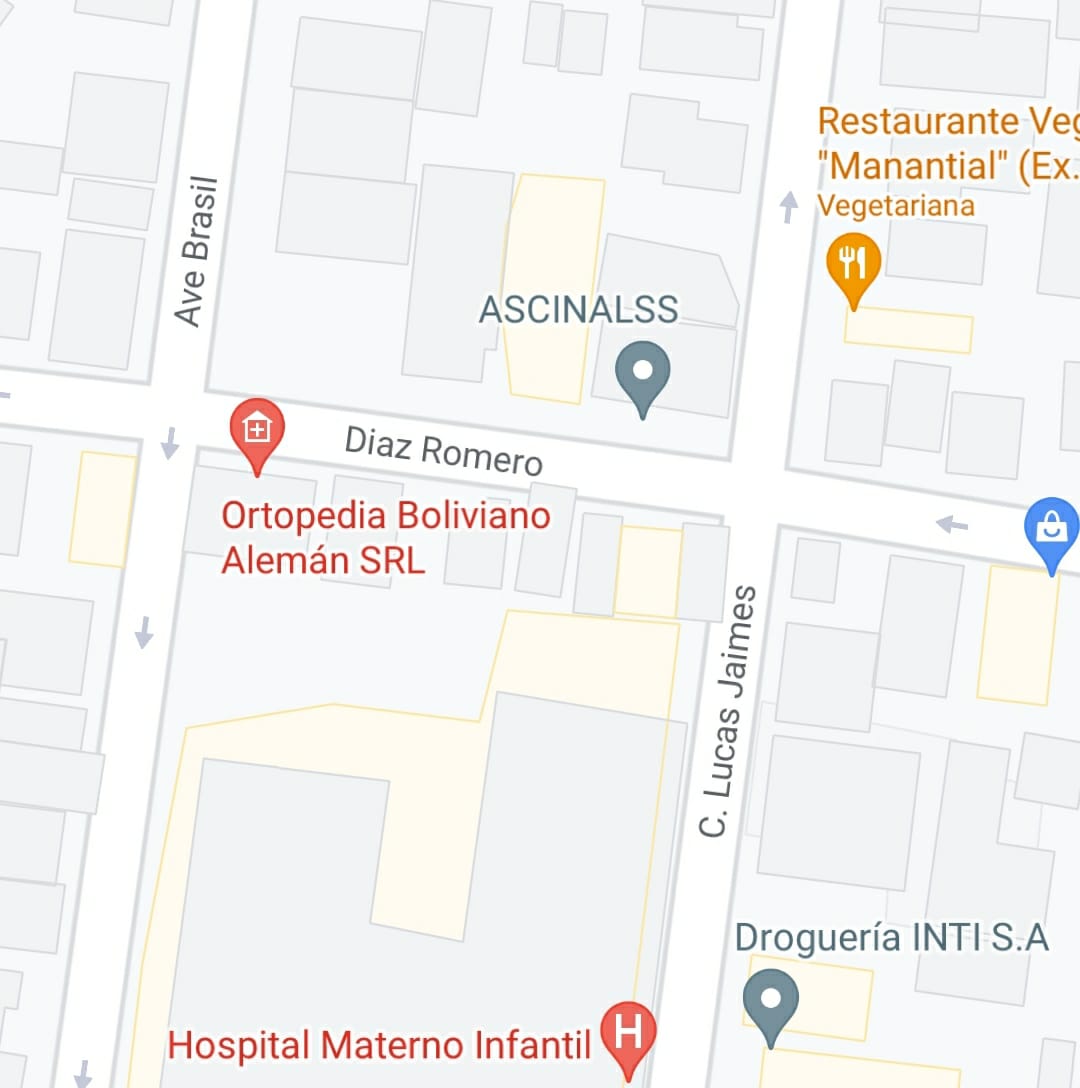 Restaurante Veg
"Manantial" (Ex.
Vegetariana
Ave Brasil
ASCINALSS
Diaz Romero
Ortopedia Boliviano
Alemán SRL
C. Lucas Jaimes
Droguería INTI S.A
Hospital Materno Infantil
H